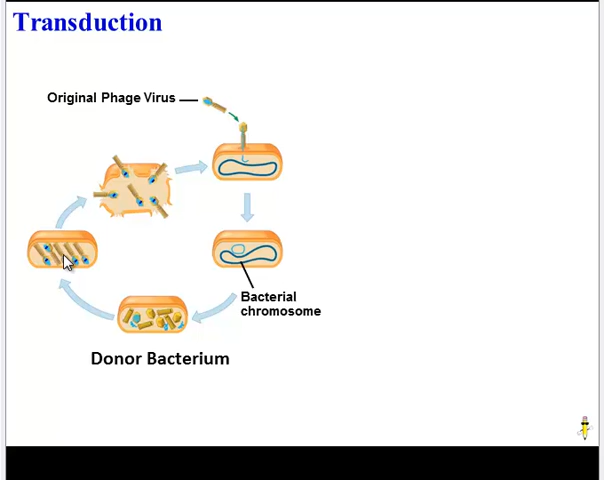 Transduction
Original Phage Virus
Bacterial
chromosome
Donor Bacterium